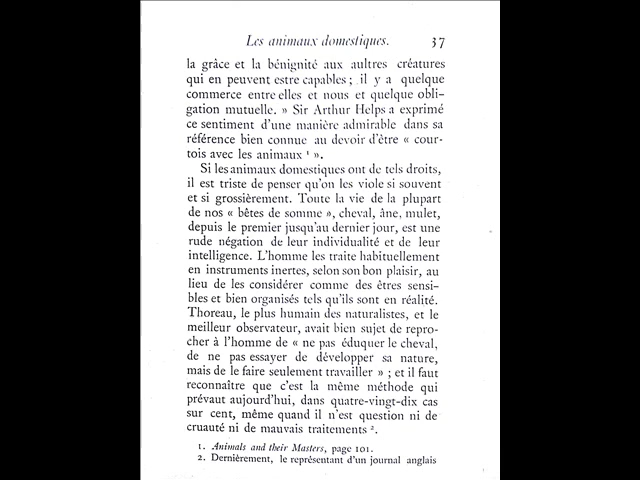 Les animaux domestiques. 37
la grâce et la bénignité aux aultres créatures
qui en peuvent estre capables ; il y a quelque
commerce entre elles et nous et quelque obli-
gation mutuelle. » Sir Arthur Helps a exprimé
ce sentiment d'une manière admirable dans sa
référence bien connue au devoir d'être « cour-
tois avec les animaux ¹ ».
Si les animaux domestiques ont de tels droits,
il est triste de penser qu'on les viole si souvent
et si grossièrement. Toute la vie de la plupart
de nos « bêtes de somme », cheval, âne, mulet,
depuis le premier jusqu'au dernier jour, est une
rude négation de leur individualité et de leur
intelligence. L'homme les traite habituellement
en instruments inertes, selon son bon plaisir, au
lieu de les considérer comme des êtres sensi-
bles et bien organisés tels qu'ils sont en réalité.
Thoreau, le plus humain des naturalistes, et le
meilleur observateur, avait bien sujet de repro-
cher à l'homme de « ne pas éduquer le cheval,
de ne pas essayer de développer sa nature,
mais de le faire seulement travailler » ; et il faut
reconnaître que c'est la même méthode qui
prévaut aujourd'hui, dans quatre-vingt-dix cas
sur cent, même quand il n'est question ni de
cruauté ni de mauvais traitements ².
1. Animals and their Masters, page 101.
2. Dernièrement, le représentant d'un journal anglais